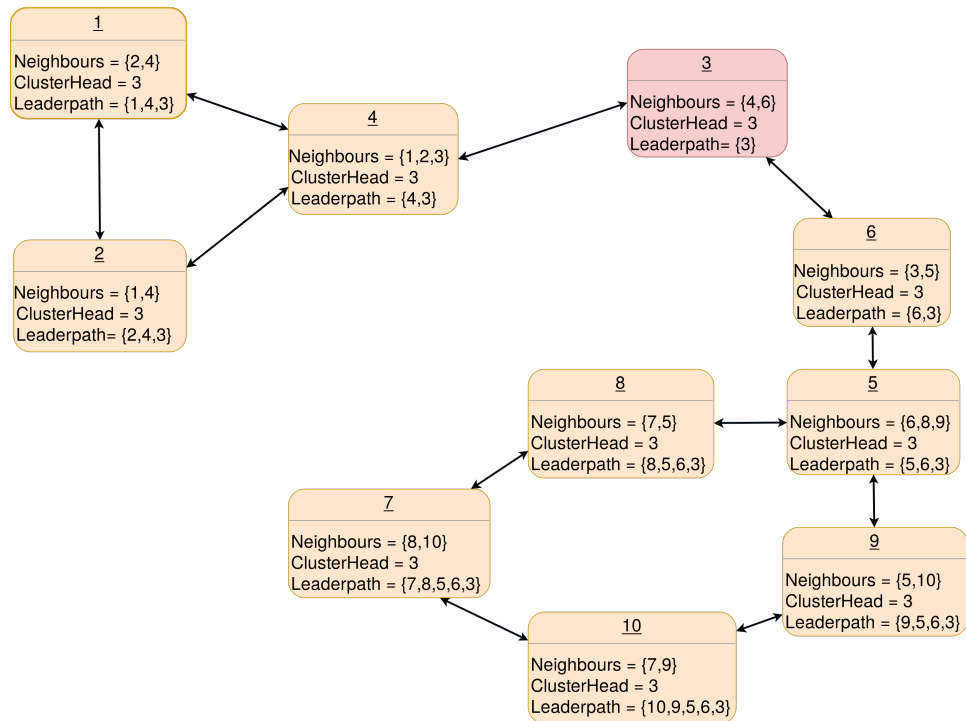 1
Neighbours = {2,4}
ClusterHead = 3
Leaderpath = {1,4,3}
3
Neighbours = {4,6}
ClusterHead = 3
Leaderpath= {3}
4
Neighbours = {1,2,3}
ClusterHead = 3
Leaderpath = {4,3}
2
Neighbours = {1,4}
ClusterHead = 3
Leaderpath= {2,4,3}
6
Neighbours = {3,5}
ClusterHead = 3
Leaderpath = {6,3}
8
Neighbours = {7,5}
ClusterHead = 3
Leaderpath = {8,5,6,3}
5
Neighbours = {6,8,9}
ClusterHead = 3
Leaderpath = {5,6,3}
7
Neighbours = {8,10}
ClusterHead = 3
Leaderpath = {7,8,5,6,3}
9
Neighbours = {5,10}
ClusterHead = 3
Leaderpath = {9,5,6,3}
10
Neighbours = {7,9}
ClusterHead = 3
Leaderpath = {10,9,5,6,3}